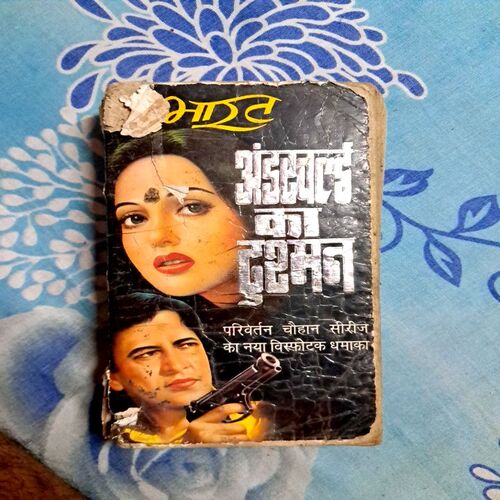 भारत
अंडरवर्ल्ड
का
दुश्मन
परिवर्तन चौहान सीरीज
का नया विस्फोटक धमाका